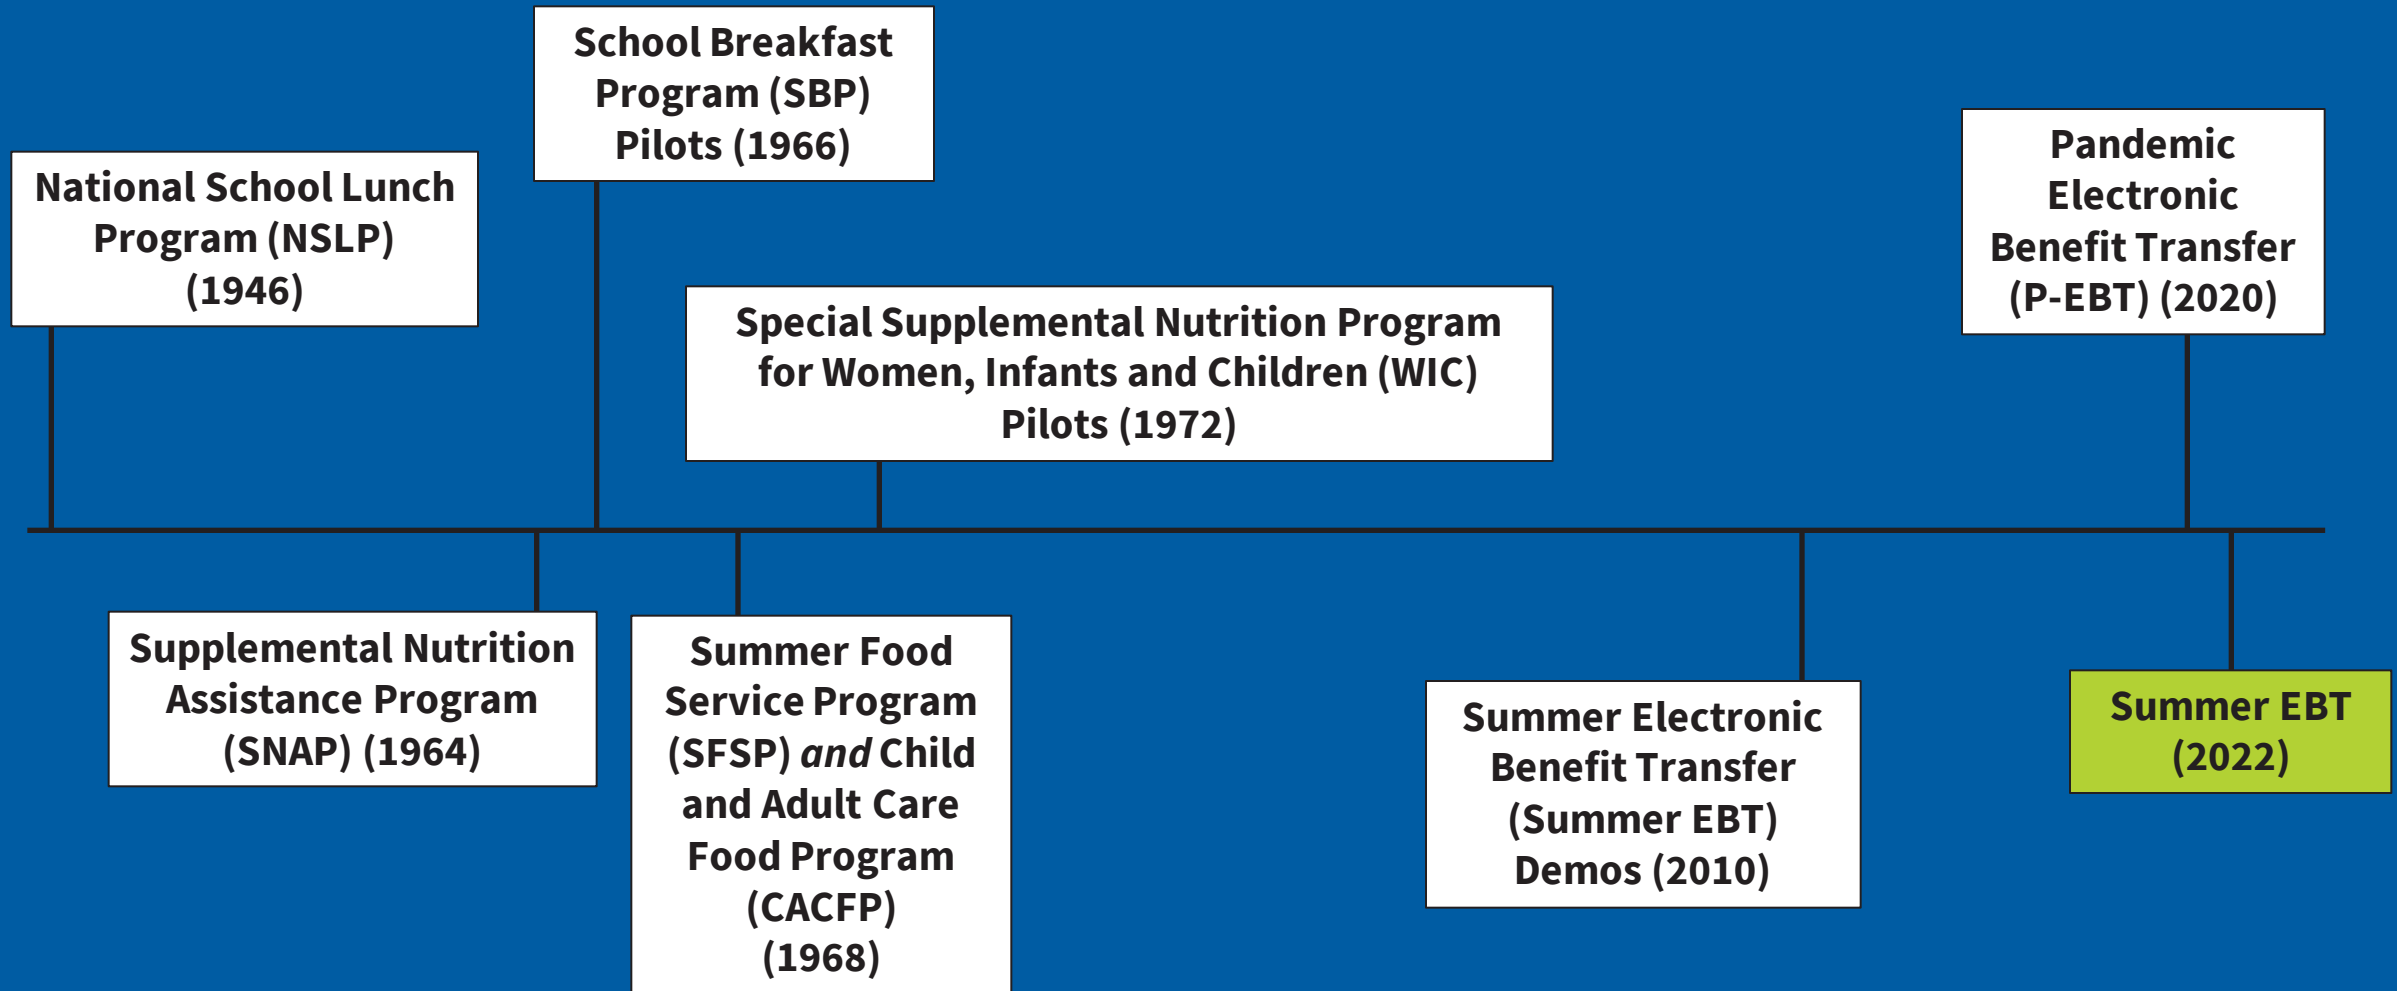 School Breakfast
Program (SBP)
Pilots (1966)
National School Lunch
Program (NSLP)
(1946)
Pandemic
Electronic
Benefit Transfer
(P-EBT) (2020)
Special Supplemental Nutrition Program
for Women, Infants and Children (WIC)
Pilots (1972)
Supplemental Nutrition
Assistance Program
(SNAP) (1964)
Summer Food
Service Program
(SFSP) and Child
and Adult Care
Food Program
(CACFP)
(1968)
Summer Electronic
Benefit Transfer
(Summer EBT)
Demos (2010)
Summer EBT
(2022)